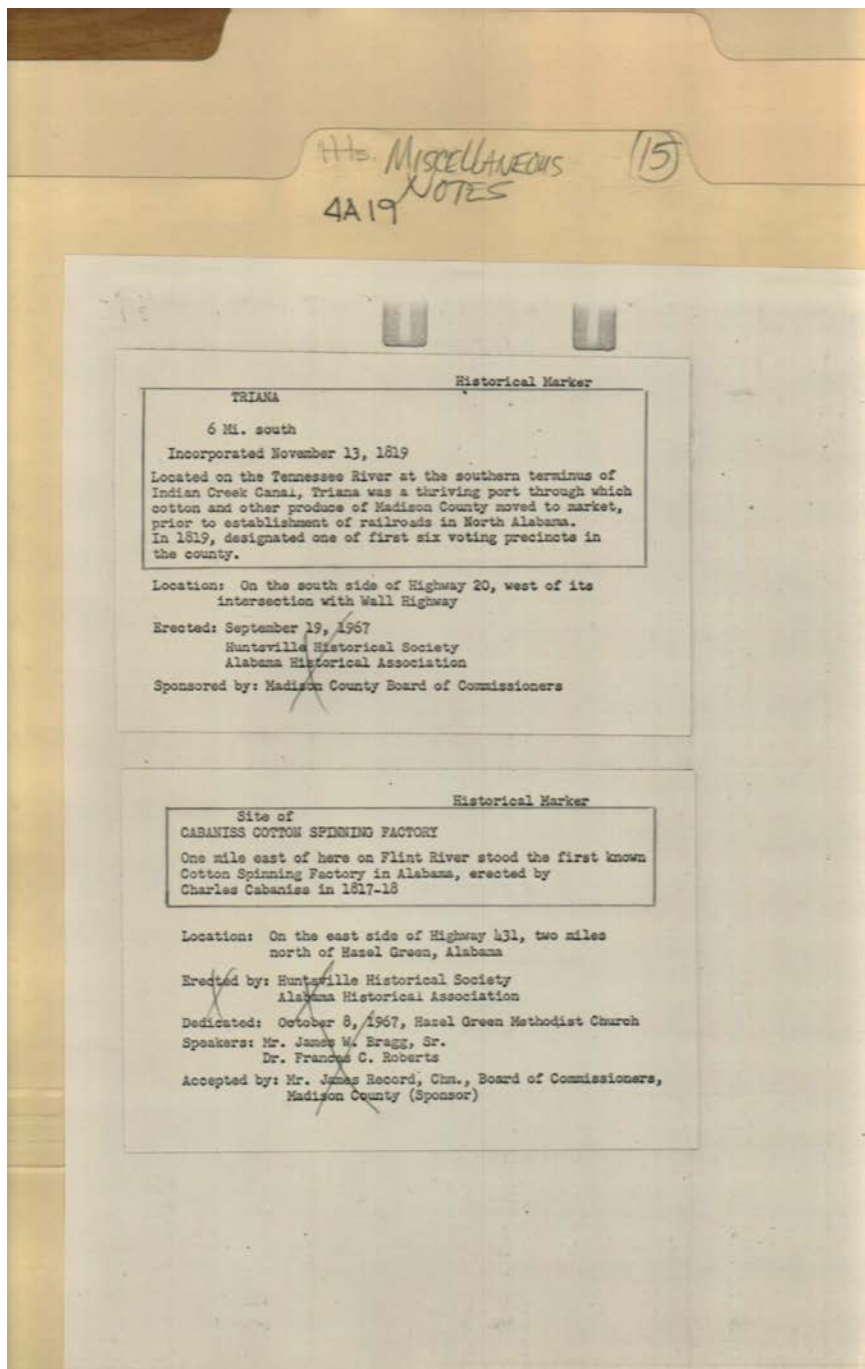 MISCELLANEOUS
NOTES
15
4A19
Historical Marker
TRIANA
6 Mi. south
Incorporated November 13, 1819
Located on the Tennessee River at the southern terminus of
Indian Creek Canal, Triana was a thriving port through which
cotton and other produce of Madison County moved to market,
prior to establishment of railroads in North Alabama.
In 1819, designated one of first six voting precincts in
the county.
Location: On the south side of Highway 20, west of its
intersection with Wall Highway
Erected: September 19, 1967
Huntsville Historical Society
Alabama Historical Association
Sponsored by: Madison County Board of Commissioners
Historical Marker
Site of
CABANISS COTTON SPINNING FACTORY
One mile east of here on Flint River stood the first known
Cotton Spinning Factory in Alabama, erected by
Charles Cabaniss in 1817-18
Location: On the east side of Highway 431, two miles
north of Hazel Green, Alabama
Erected by: Huntsville Historical Society
Alabama Historical Association
Dedicated: October 8, 1967, Hazel Green Methodist Church
Speakers: Mr. James W. Bragg, Sr.
Dr. Frances C. Roberts
Accepted by: Mr. James Record, Chm., Board of Commissioners,
Madison County (Sponsor)